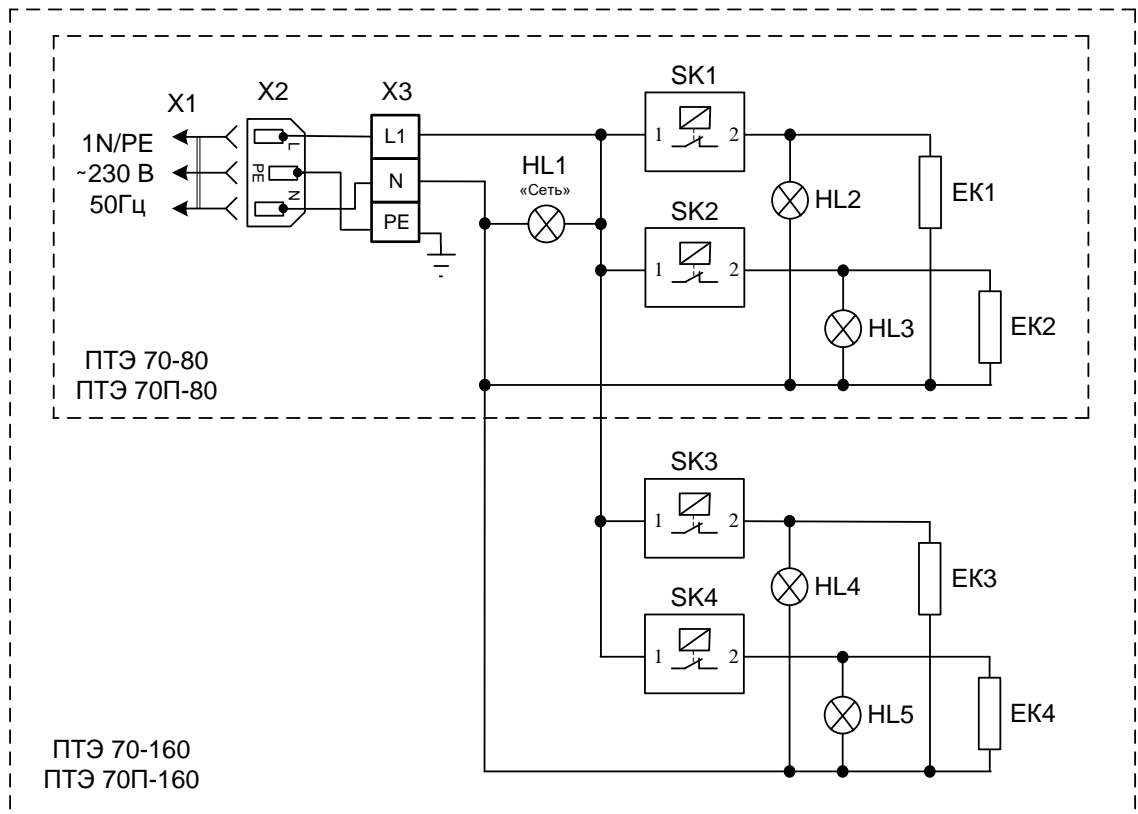 X1
X2
X3
1N/PE
~230 В
50Гц
L
PE
N
L1
N
PE
HL1
«Сеть»
SK1
1 2
HL2
EK1
SK2
1 2
HL3
EK2
ПТЭ 70-80
ПТЭ 70П-80
SK3
1 2
HL4
EK3
SK4
1 2
HL5
EK4
ПТЭ 70-160
ПТЭ 70П-160